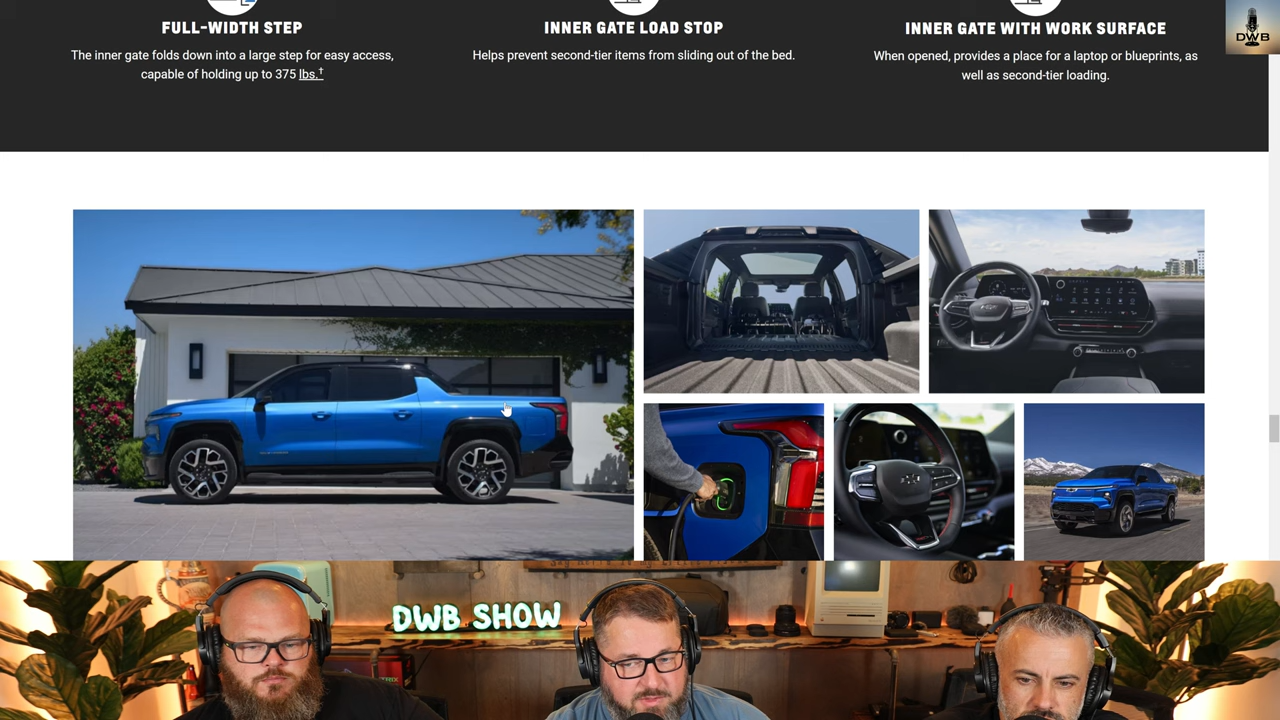 FULL-WIDTH STEP
The inner gate folds down into a large step for easy access,
capable of holding up to 375 lbs.†
INNER GATE LOAD STOP
Helps prevent second-tier items from sliding out of the bed.
INNER GATE WITH WORK SURFACE
When opened, provides a place for a laptop or blueprints, as
well as second-tier loading.
DWB
DWB SHOW